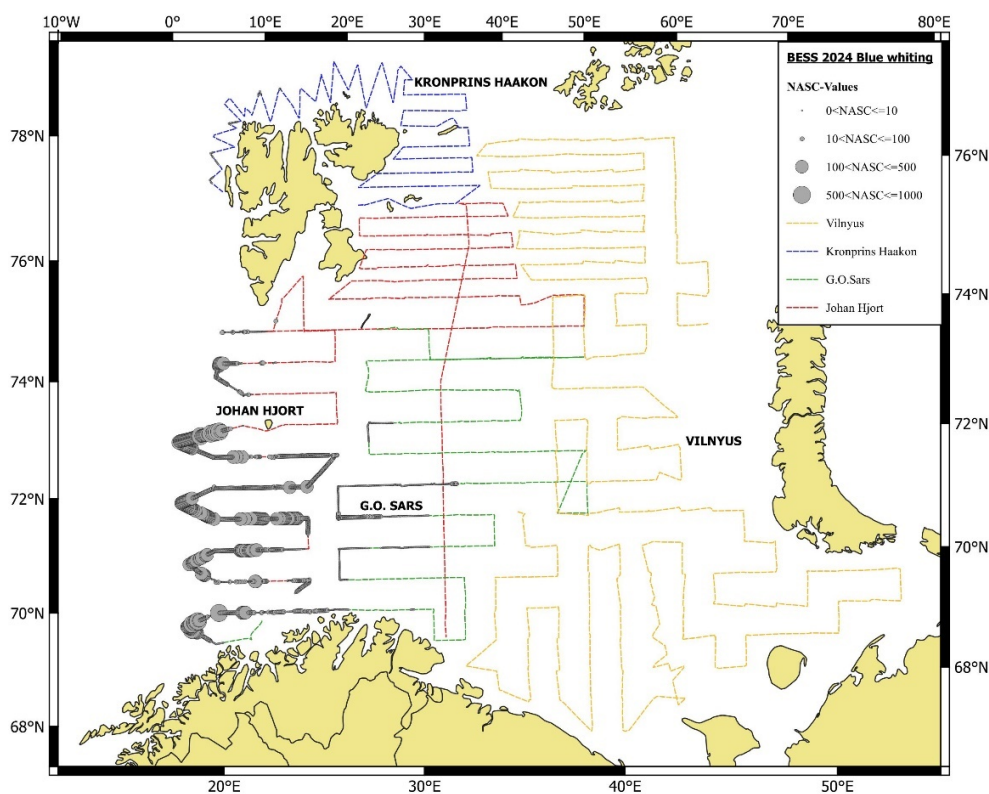 10°W 0° 10°E 20°E 30°E 40°E 50°E 60°E 70°E 80°E
BESS 2024 Blue whiting
NASC-Values
0<NASC<=10
10<NASC<=100
100<NASC<=500
500<NASC<=1000
Vilnyus
Kronprins Haakon
G.O.Sars
Johan Hjort
KRONPRINS HAAKON
78°N
76°N
76°N
74°N
74°N
JOHAN HJORT
72°N
VILNYUS
72°N
G.O. SARS
70°N
70°N
68°N
68°N
20°E 30°E 40°E 50°E